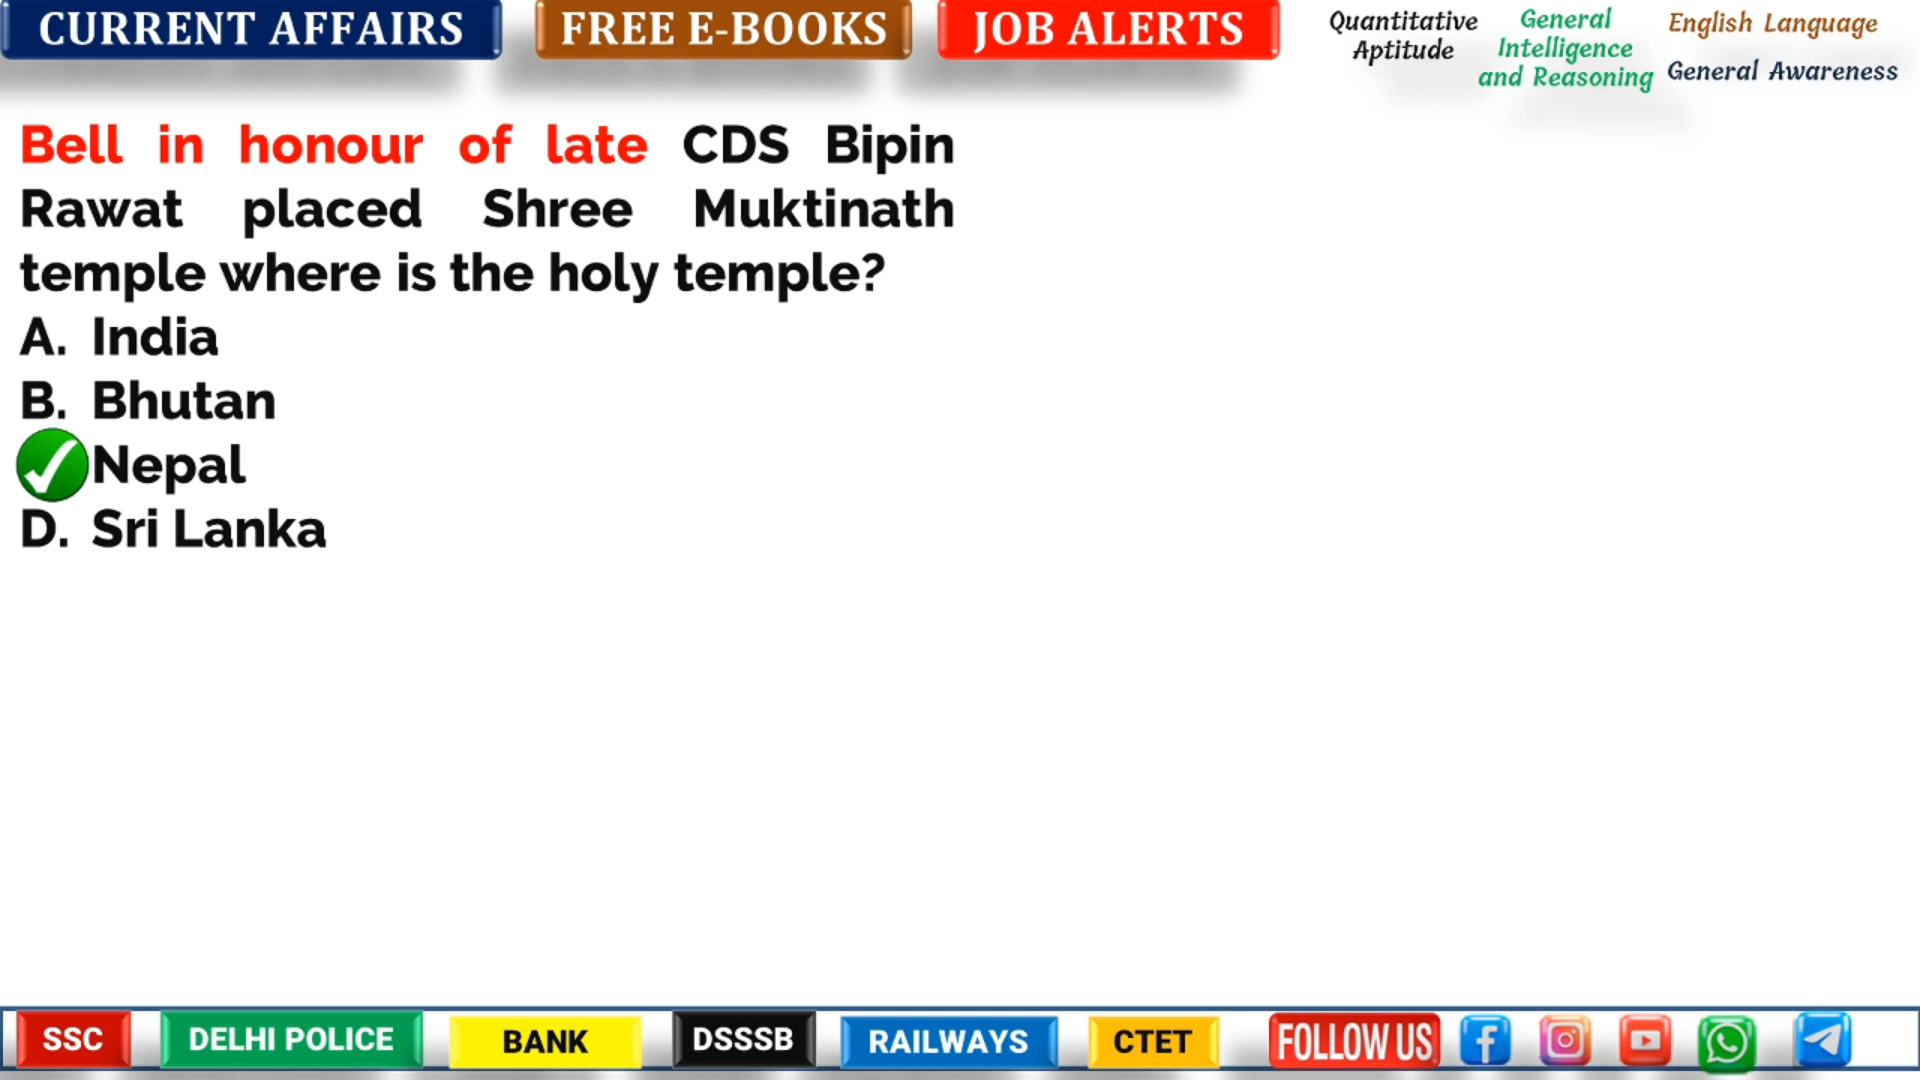 CURRENT AFFAIRS
FREE E-BOOKS
JOB ALERTS
Quantitative
Aptitude
General
Intelligence
and Reasoning
English Language
General Awareness
Bell in honour of late CDS Bipin
Rawat placed Shree Muktinath
temple where is the holy temple?
A. India
B. Bhutan
Nepal
D. Sri Lanka
SSC
DELHI POLICE
BANK
DSSSB
RAILWAYS
CTET
FOLLOW US